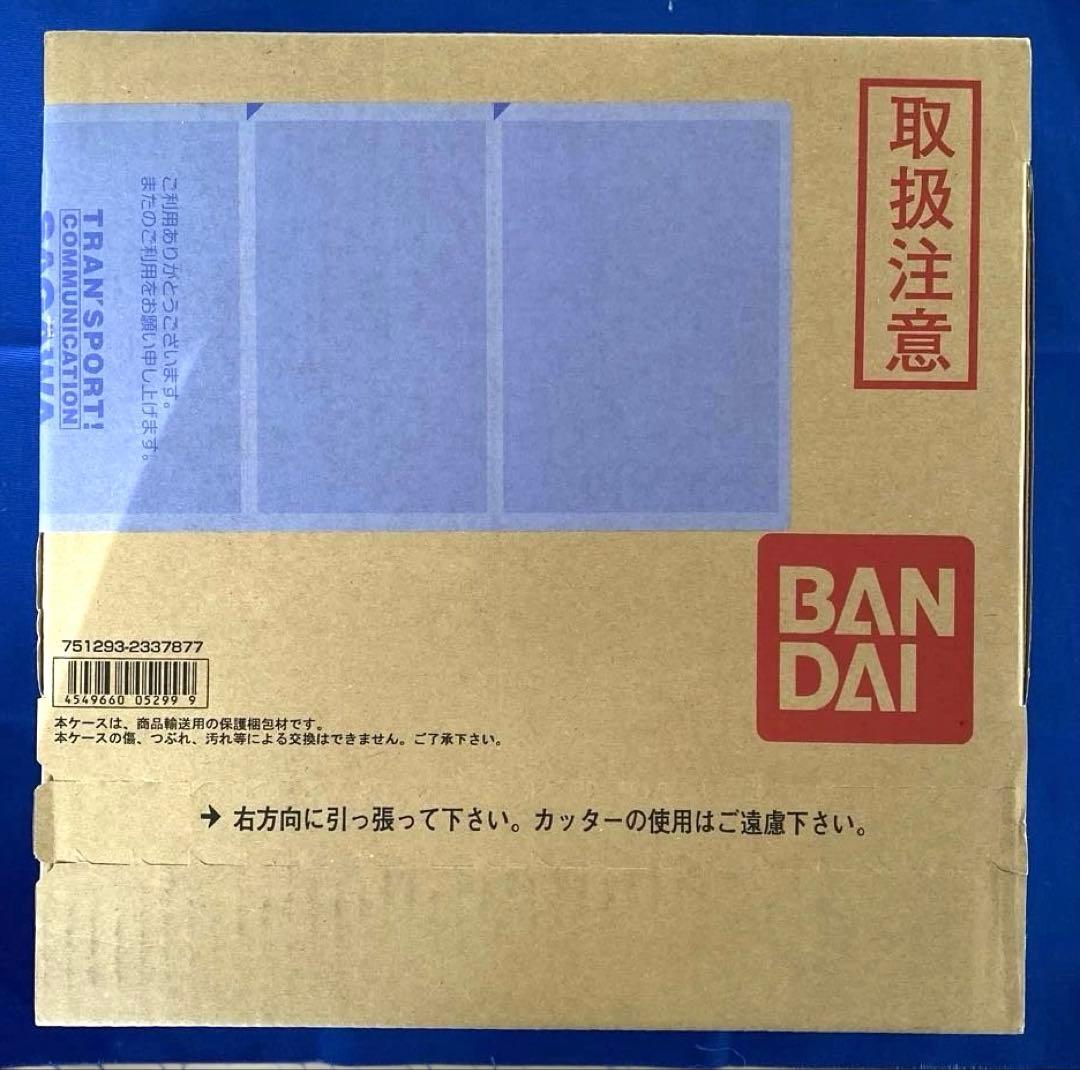 取扱注意
ご利用ありがとうございます。
またのご利用をお願い申し上げます。
TRAN'SPORT!
COMMUNICATION
SAGAWA
BAN
DAI
751293-2337877
4549660 05299 9
本ケースは、商品輸送用の保護梱包材です。
本ケースの傷、つぶれ、汚れ等による交換はできません。ご了承下さい。
→ 右方向に引っ張って下さい。カッターの使用はご遠慮下さい。